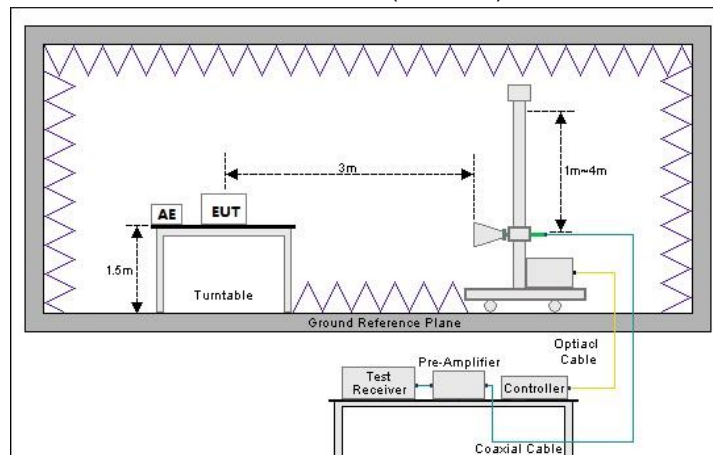 3m
1m~4m
AE
EUT
1.5m
Turntable
Ground Reference Plane
Optiacl
Cable
Pre-Amplifier
Test
Receiver
Controller
Coaxial Cable